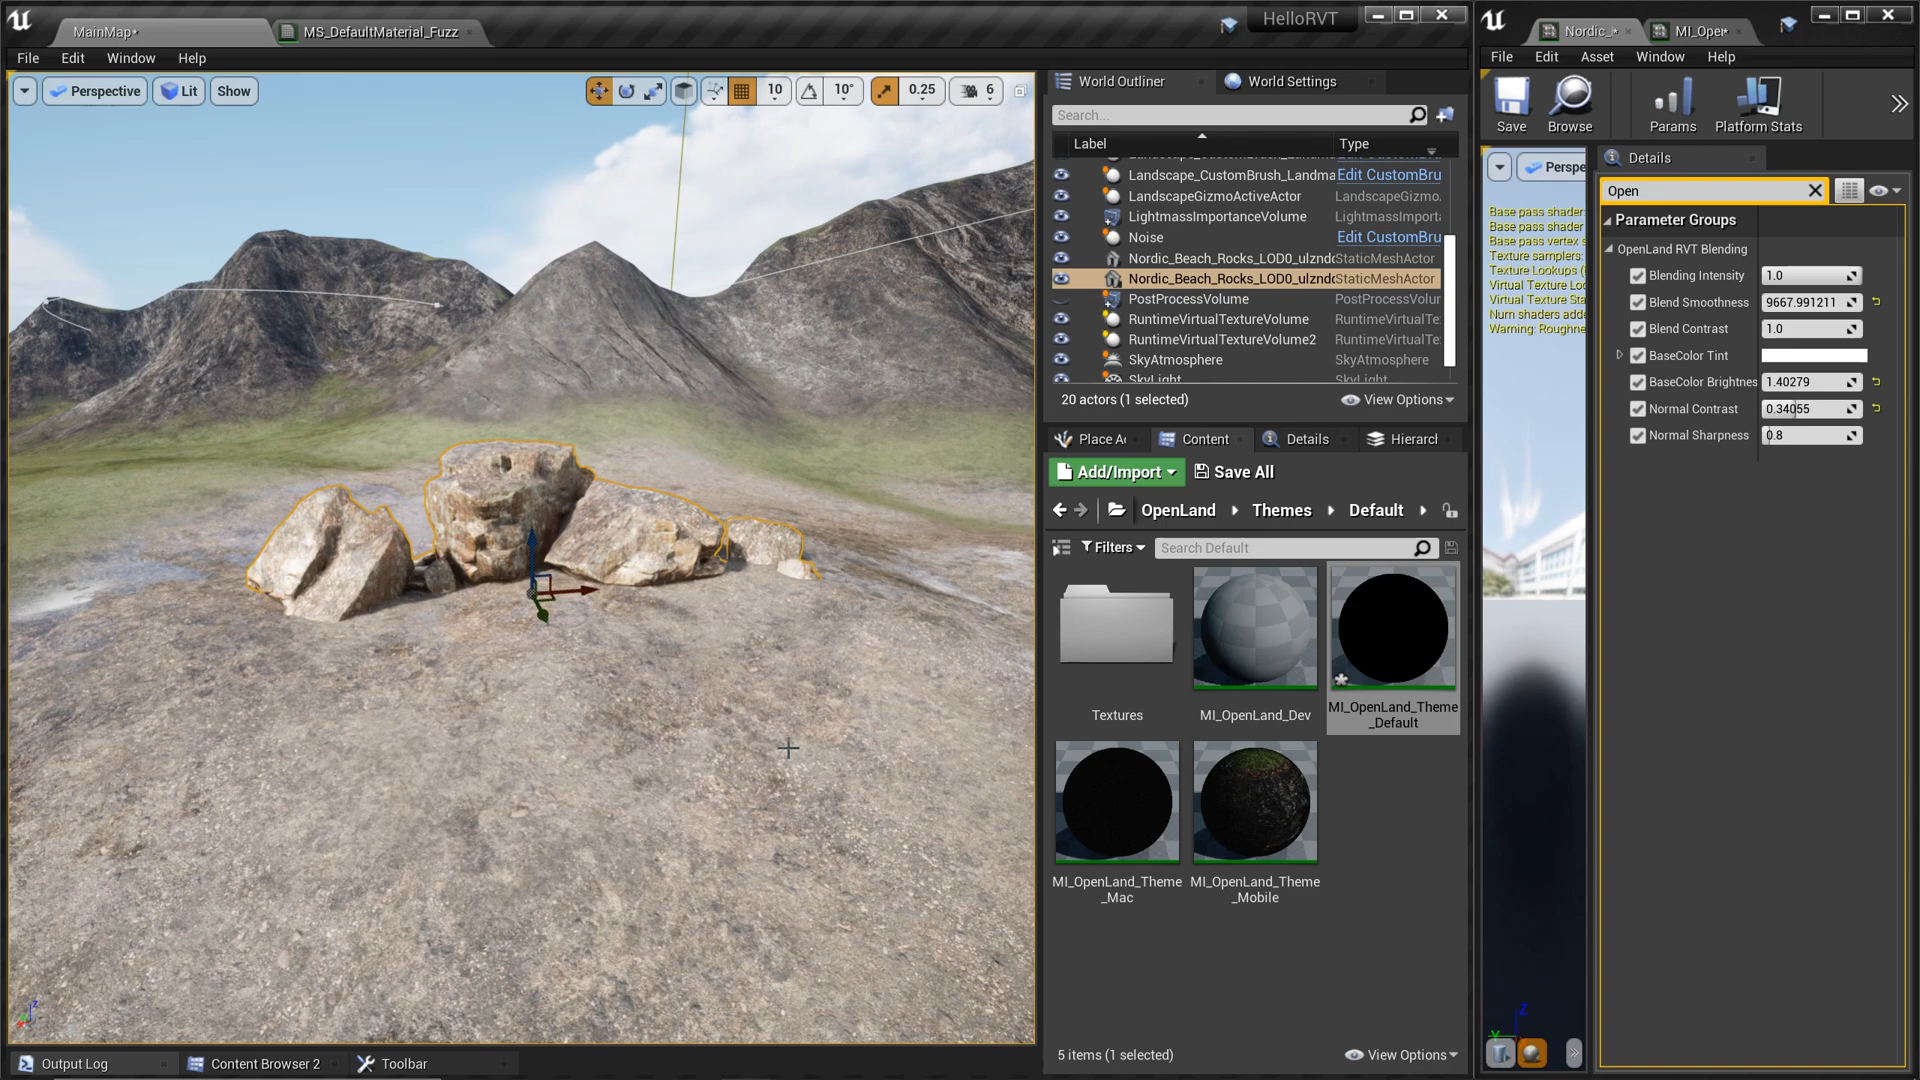 MainMap*
MS_DefaultMaterial_Fuzz
HelloRVT
File
Edit
Window
Help
Perspective
Lit
Show
10
10°
0.25
6
World Outliner
World Settings
Search...
Label
Type
Landscape_CustomBrush_Landma
Edit CustomBru
LandscapeGizmoActiveActor
LandscapeGizmo.
LightmassImportanceVolume
LightmassImporta
Noise
Edit CustomBru
Nordic_Beach_Rocks_LOD0_ulzndc
StaticMeshActor
Nordic_Beach_Rocks_LOD0_ulzndc
StaticMeshActor
PostProcessVolume
PostProcessVolur
RuntimeVirtualTextureVolume
RuntimeVirtualTe
RuntimeVirtualTextureVolume2
RuntimeVirtualTe
SkyAtmosphere
SkyAtmosphere
SkyLight
SkyLight
20 actors (1 selected)
View Options
Place Ac
Content
Details
Hierarch
Add/Import
Save All
OpenLand
Themes
Default
Filters
Search Default
Textures
MI_OpenLand_Dev
MI_OpenLand_Theme
_Default
MI_OpenLand_Theme
_Mac
MI_OpenLand_Theme
_Mobile
5 items (1 selected)
View Options
Output Log
Content Browser 2
Toolbar
Nordic_*
MI_Oper*
File
Edit
Asset
Window
Help
Save
Browse
Params
Platform Stats
Perspe
Base pass shader
Base pass shader
Base pass vertex s
Texture samplers:
Texture Lookups (
Virtual Texture Loo
Virtual Texture Sta
Num shaders adde
Warning: Roughne
Details
Open
Parameter Groups
OpenLand RVT Blending
Blending Intensity
1.0
Blend Smoothness
9667.991211
Blend Contrast
1.0
BaseColor Tint
BaseColor Brightnes
1.40279
Normal Contrast
0.34055
Normal Sharpness
0.8
Z
Y